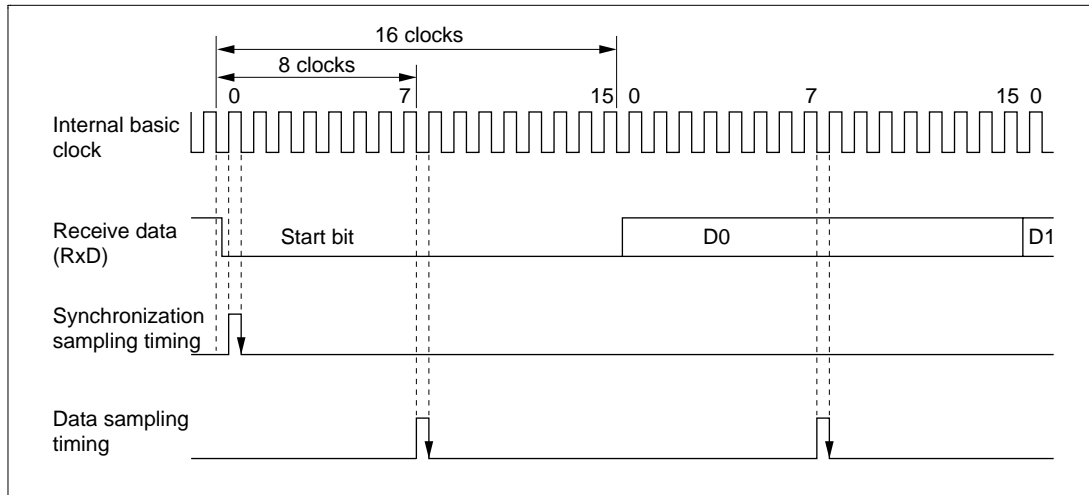 16 clocks
8 clocks
0 7 15 0 7 15 0
Internal basic
clock
Receive data
(RxD)
Start bit D0 D1
Synchronization
sampling timing
Data sampling
timing